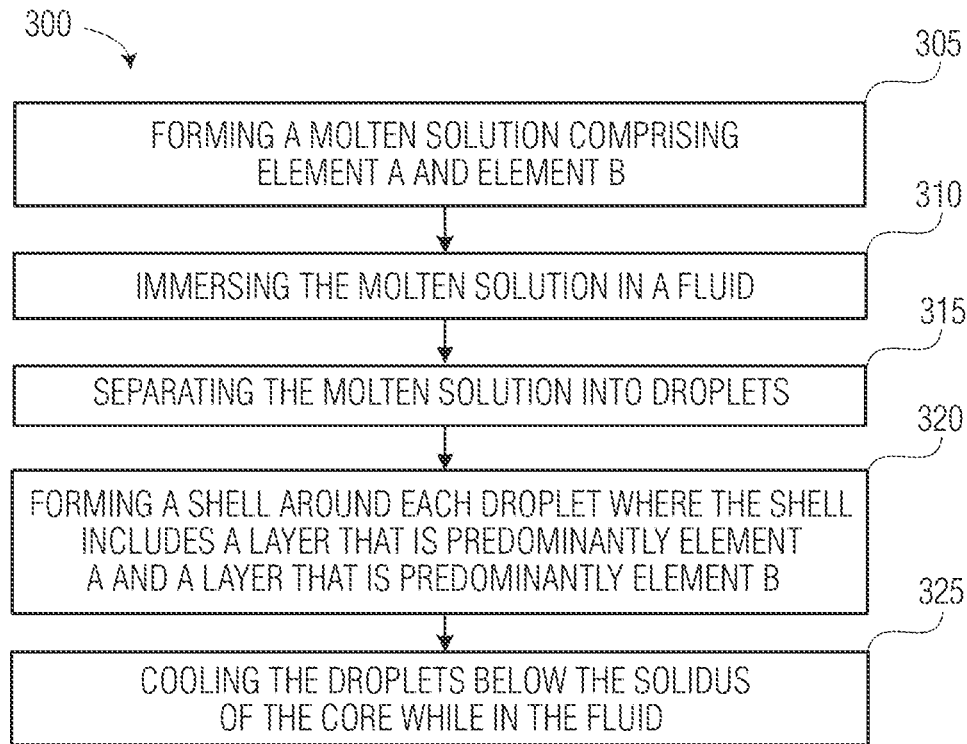 300
305
FORMING A MOLTEN SOLUTION COMPRISING
ELEMENT A AND ELEMENT B
310
IMMERSING THE MOLTEN SOLUTION IN A FLUID
315
SEPARATING THE MOLTEN SOLUTION INTO DROPLETS
320
FORMING A SHELL AROUND EACH DROPLET WHERE THE SHELL
INCLUDES A LAYER THAT IS PREDOMINANTLY ELEMENT
A AND A LAYER THAT IS PREDOMINANTLY ELEMENT B
325
COOLING THE DROPLETS BELOW THE SOLIDUS
OF THE CORE WHILE IN THE FLUID